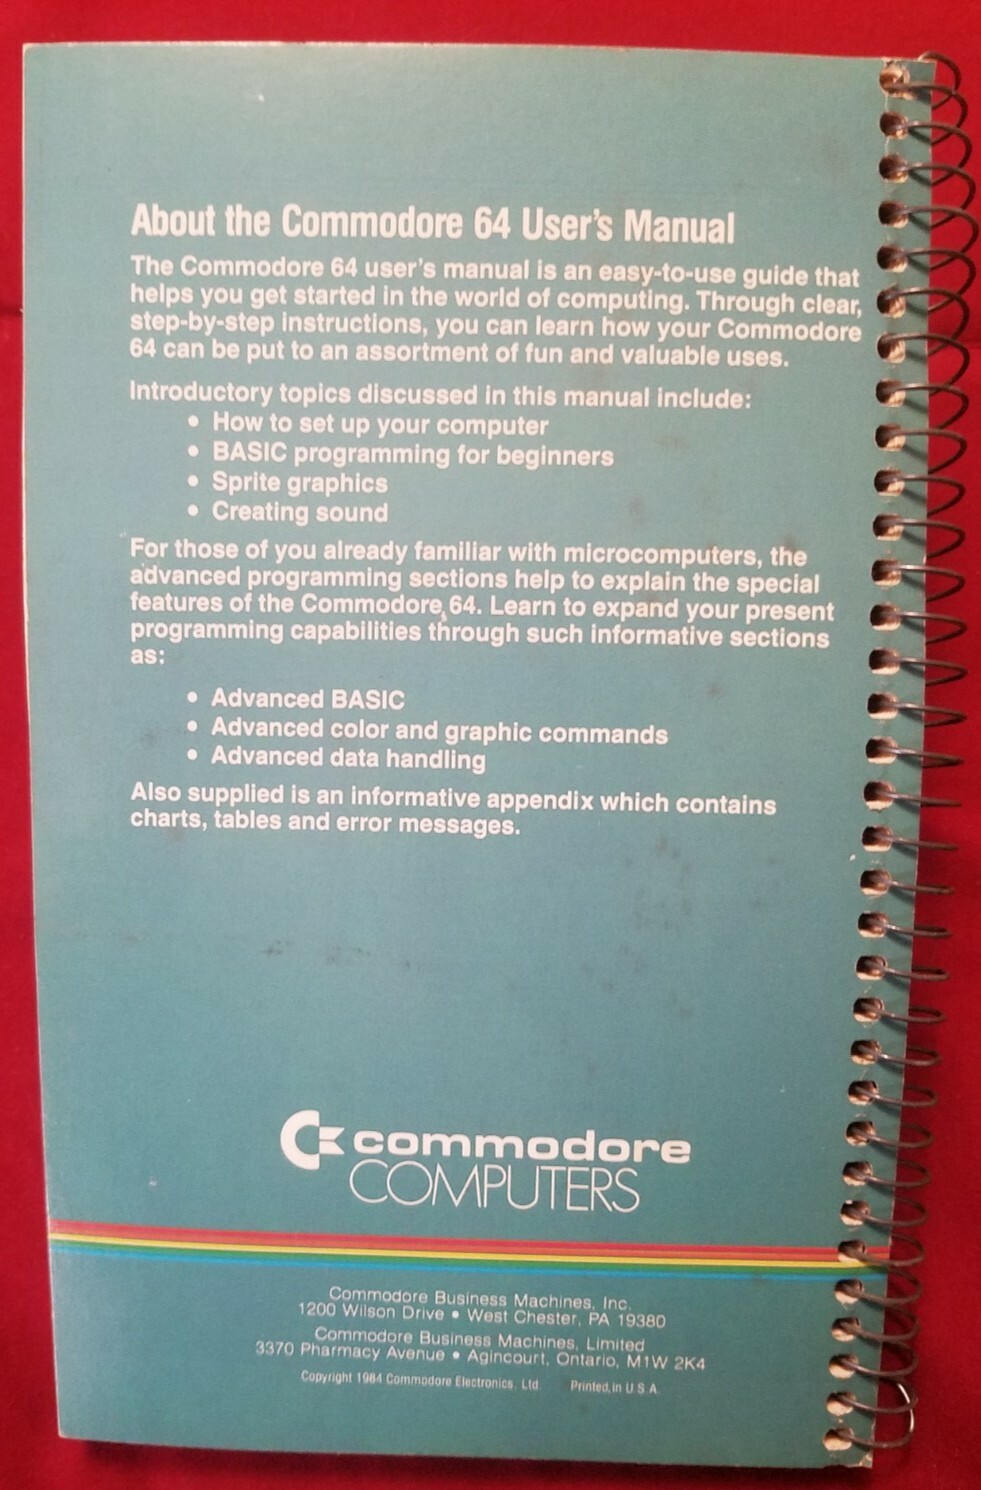 About the Commodore 64 User's Manual
The Commodore 64 user's manual is an easy-to-use guide that
helps you get started in the world of computing. Through clear,
step-by-step instructions, you can learn how your Commodore
64 can be put to an assortment of fun and valuable uses.
Introductory topics discussed in this manual include:
• How to set up your computer
• BASIC programming for beginners
• Sprite graphics
• Creating sound
For those of you already familiar with microcomputers, the
advanced programming sections help to explain the special
features of the Commodore 64. Learn to expand your present
programming capabilities through such informative sections
as:
• Advanced BASIC
• Advanced color and graphic commands
• Advanced data handling
Also supplied is an informative appendix which contains
charts, tables and error messages.
commodore
COMPUTERS
Commodore Business Machines, Inc.
1200 Wilson Drive • West Chester, PA 19380
Commodore Business Machines, Limited
3370 Pharmacy Avenue • Agincourt, Ontario, M1W 2K4
Copyright 1984 Commodore Electronics, Ltd. Printed in U.S.A.